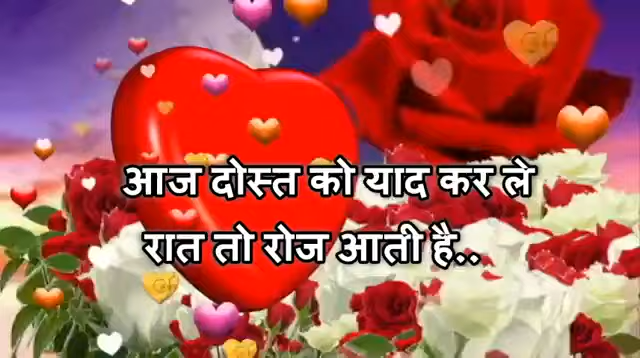 आज दोस्त को याद कर ले
रात तो रोज आती है..